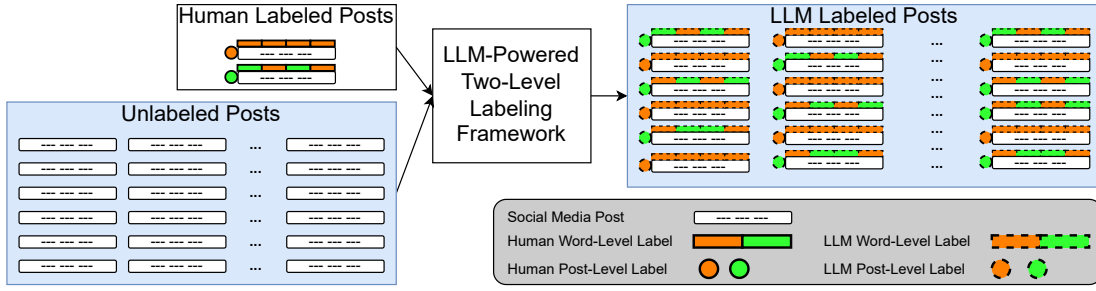 Human Labeled Posts
--- --- ---
--- --- ---
Unlabeled Posts
--- --- --- --- --- --- ... --- --- ---
--- --- --- --- --- --- ... --- --- ---
--- --- --- --- --- --- ... --- --- ---
--- --- --- --- --- --- ... --- --- ---
--- --- --- --- --- --- ... --- --- ---
--- --- --- --- --- --- ... --- --- ---
LLM-Powered
Two-Level
Labeling
Framework
LLM Labeled Posts
--- --- --- --- --- --- ... --- --- ---
--- --- --- --- --- --- ... --- --- ---
--- --- --- --- --- --- ... --- --- ---
--- --- --- --- --- --- ... --- --- ---
--- --- --- --- --- --- ... --- --- ---
--- --- --- --- --- --- ... --- --- ---
Social Media Post --- --- ---
Human Word-Level Label LLM Word-Level Label
Human Post-Level Label LLM Post-Level Label